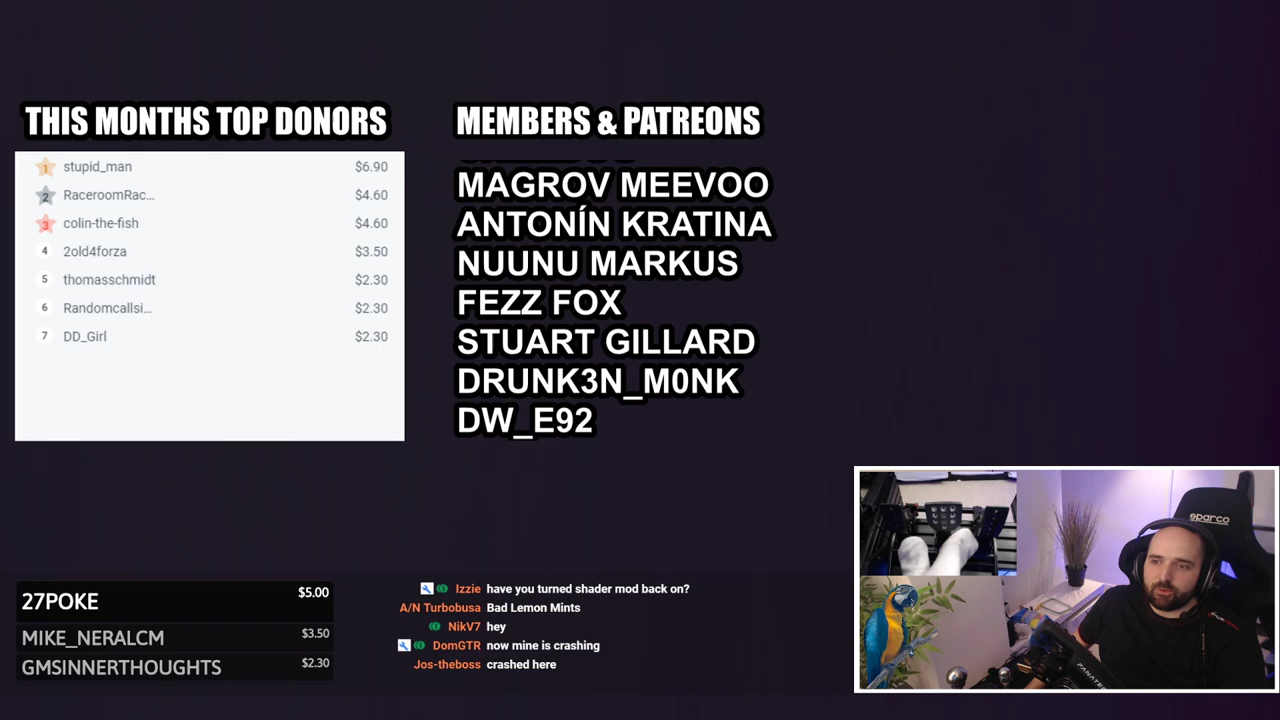 THIS MONTHS TOP DONORS
1 stupid_man $6.90
2 RaceroomRac... $4.60
3 colin-the-fish $4.60
4 2old4forza $3.50
5 thomasschmidt $2.30
6 Randomcallsi... $2.30
7 DD_Girl $2.30
MEMBERS & PATREONS
MAGROV MEEVOO
ANTONÍN KRATINA
NUUNU MARKUS
FEZZ FOX
STUART GILLARD
DRUNK3N_M0NK
DW_E92
27POKE $5.00
MIKE_NERALCM $3.50
GMSINNERTHOUGHTS $2.30
Izzie have you turned shader mod back on?
A/N Turbobusa Bad Lemon Mints
NikV7 hey
DomGTR now mine is crashing
Jos-theboss crashed here
sparco
FANATEC